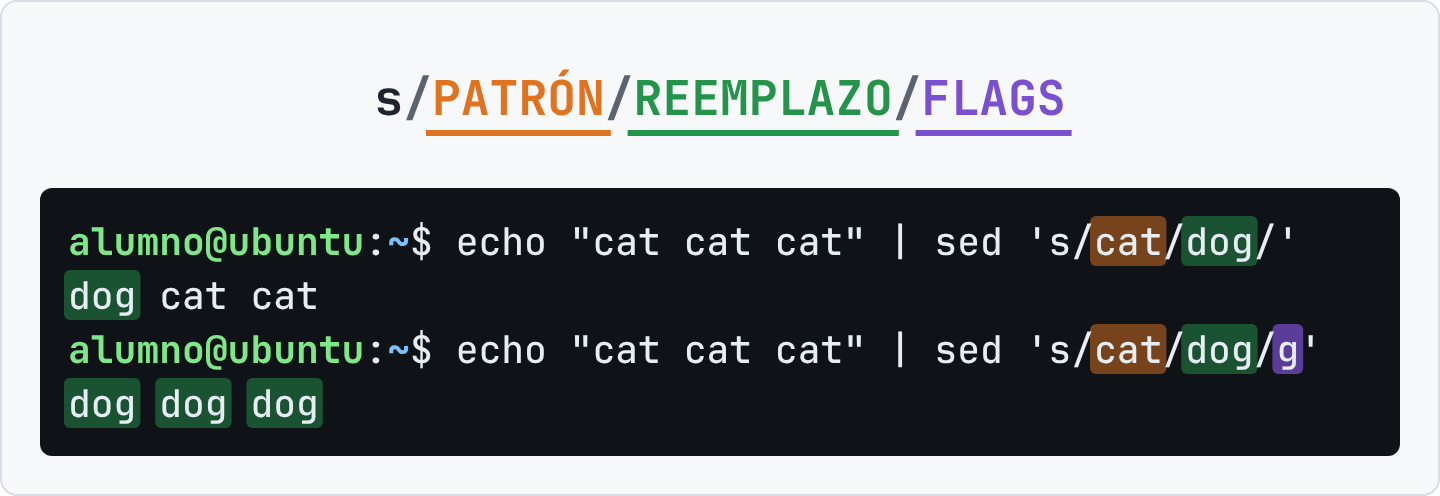 s/PATRÓN/REEMPLAZO/FLAGS
alumno@ubuntu:~$ echo "cat cat cat" | sed 's/cat/dog/'
dog cat cat
alumno@ubuntu:~$ echo "cat cat cat" | sed 's/cat/dog/g'
dog dog dog